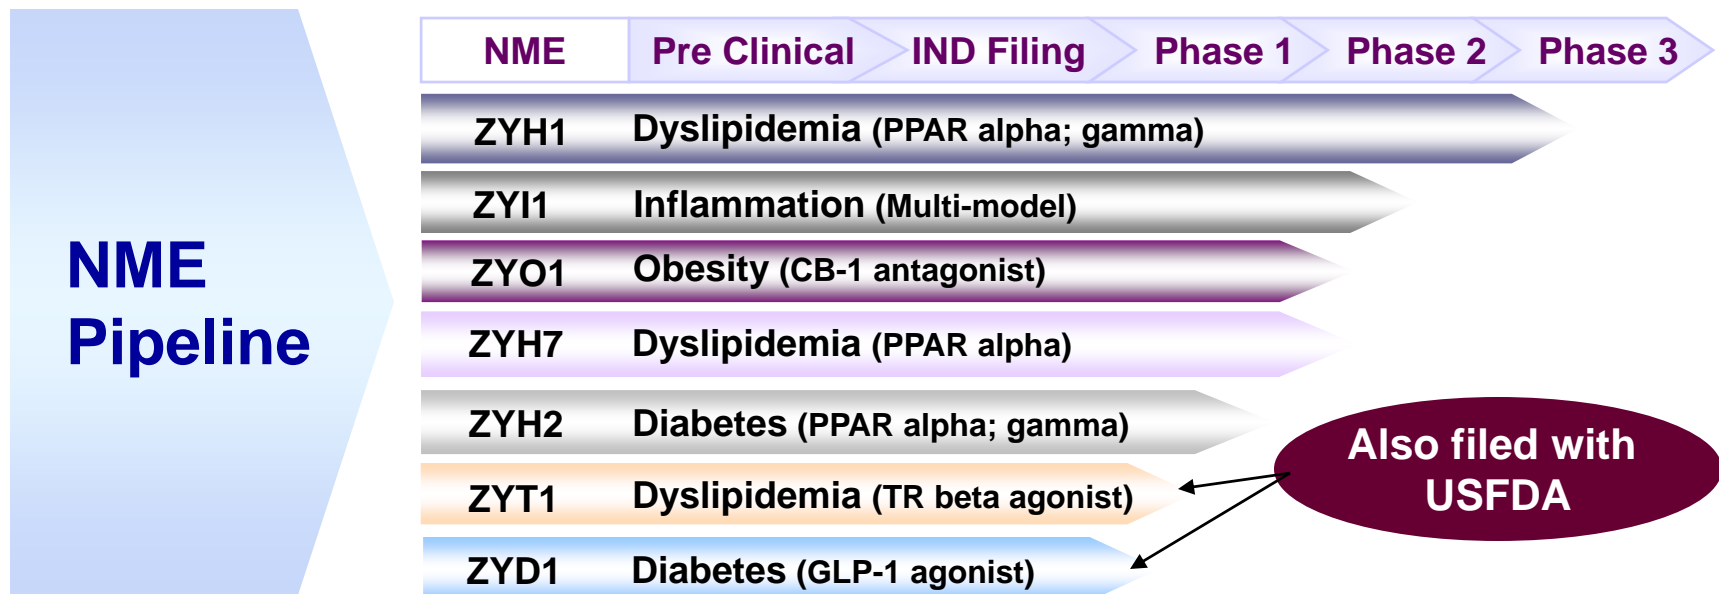 NME
Pipeline
NME Pre Clinical IND Filing Phase 1 Phase 2 Phase 3
ZYH1 Dyslipidemia (PPAR alpha; gamma)
ZYI1 Inflammation (Multi-model)
ZYO1 Obesity (CB-1 antagonist)
ZYH7 Dyslipidemia (PPAR alpha)
ZYH2 Diabetes (PPAR alpha; gamma)
ZYT1 Dyslipidemia (TR beta agonist)
ZYD1 Diabetes (GLP-1 agonist)
Also filed with
USFDA